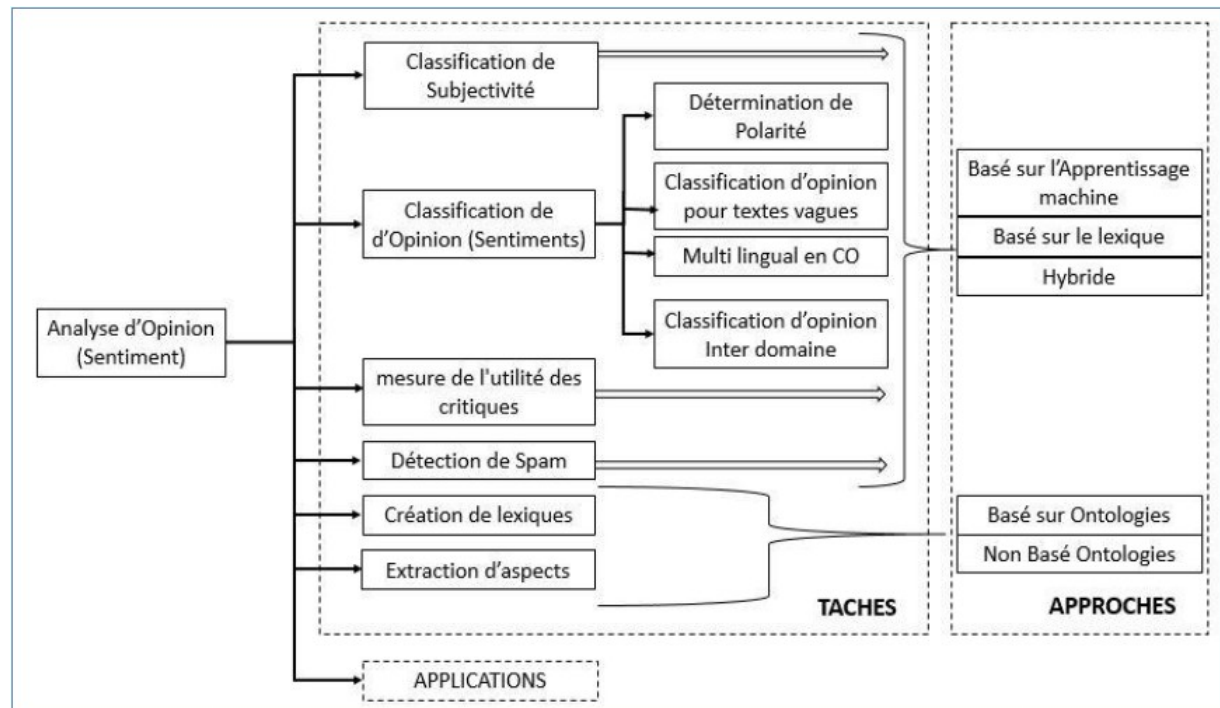 Analyse d'Opinion
(Sentiment)
Classification de
Subjectivité
Classification de
d'Opinion (Sentiments)
Détermination de
Polarité
Classification d'opinion
pour textes vagues
Multi lingual en CO
Classification d'opinion
Inter domaine
mesure de l'utilité des
critiques
Détection de Spam
Création de lexiques
Extraction d'aspects
TACHES
Basé sur l'Apprentissage
machine
Basé sur le lexique
Hybride
Basé sur Ontologies
Non Basé Ontologies
APPROCHES
APPLICATIONS